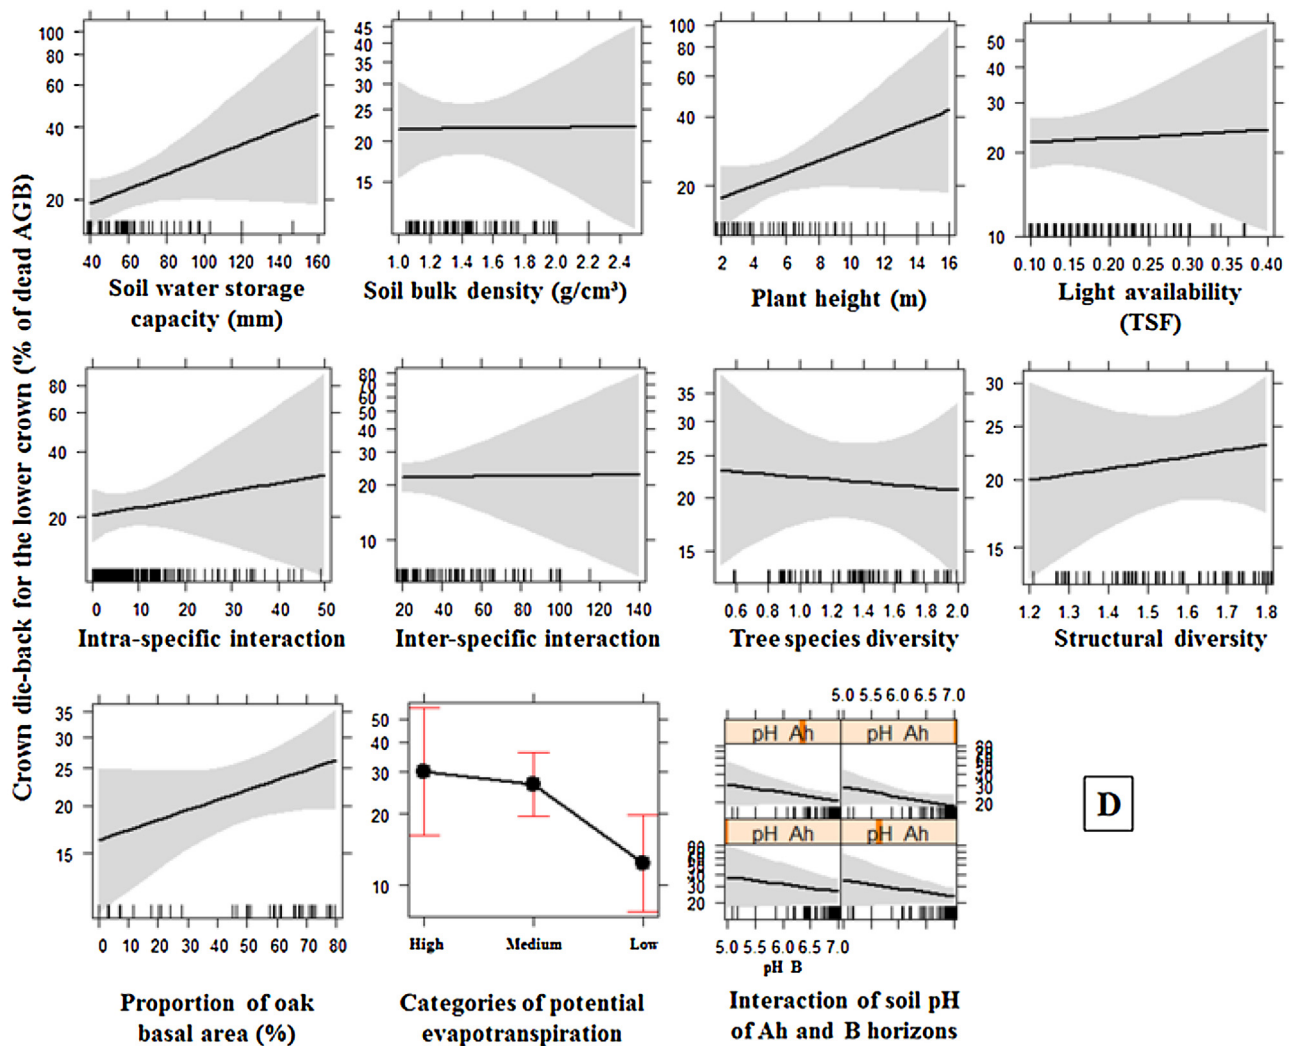 Crown die-back for the lower crown (% of dead AGB)
100
80
60
40
20
40 60 80 100 120 140 160
Soil water storage
capacity (mm)
45
40
35
30
25
20
15
1.0 1.2 1.4 1.6 1.8 2.0 2.2 2.4
Soil bulk density (g/cm³)
100
80
60
40
20
2 4 6 8 10 12 14 16
Plant height (m)
50
40
30
20
10
0.10 0.15 0.20 0.25 0.30 0.35 0.40
Light availability
(TSF)
80
60
40
20
0 10 20 30 40 50
Intra-specific interaction
80
70
60
50
40
30
20
10
20 40 60 80 100 120 140
Inter-specific interaction
35
30
25
20
15
0.6 0.8 1.0 1.2 1.4 1.6 1.8 2.0
Tree species diversity
30
25
20
15
1.2 1.3 1.4 1.5 1.6 1.7 1.8
Structural diversity
35
30
25
20
15
0 10 20 30 40 50 60 70 80
Proportion of oak
basal area (%)
50
40
30
20
10
High Medium Low
Categories of potential
evapotranspiration
5.0 5.5 6.0 6.5 7.0
pH Ah pH Ah
50
40
30
20
pH Ah pH Ah
50
40
30
20
5.0 5.5 6.0 6.5 7.0
pH B
Interaction of soil pH
of Ah and B horizons
D